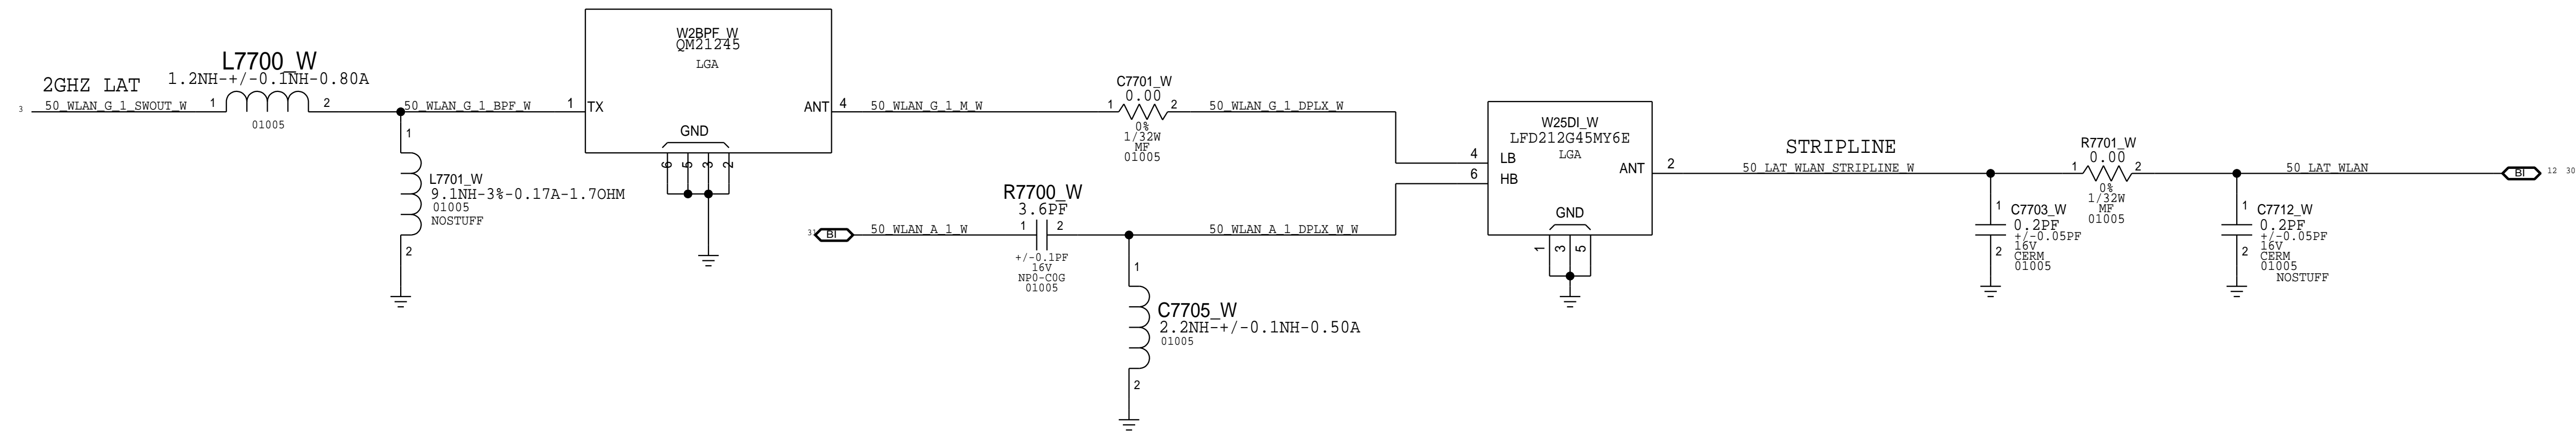 2GHZ LAT
3
50_WLAN_G_1_SWOUT_W
L7700_W
1.2NH-+/-0.1NH-0.80A
1
2
01005
50_WLAN_G_1_BPF_W
1
L7701_W
9.1NH-3%-0.17A-1.7OHM
01005
NOSTUFF
2
W2BPF_W
QM21245
LGA
1
TX
ANT
4
GND
6
5
3
2
50_WLAN_G_1_M_W
C7701_W
0.00
1
2
0%
1/32W
MF
01005
50_WLAN_G_1_DPLX_W
31
BI
50_WLAN_A_1_W
R7700_W
3.6PF
1
2
+/-0.1PF
16V
NP0-C0G
01005
50_WLAN_A_1_DPLX_W_W
1
C7705_W
2.2NH-+/-0.1NH-0.50A
01005
2
W25DI_W
LFD212G45MY6E
LGA
4
LB
6
HB
ANT
2
GND
1
3
5
STRIPLINE
50_LAT_WLAN_STRIPLINE_W
1
C7703_W
0.2PF
+/-0.05PF
16V
CERM
01005
2
R7701_W
0.00
1
2
0%
1/32W
MF
01005
50_LAT_WLAN
BI
12
30
1
C7712_W
0.2PF
+/-0.05PF
16V
CERM
01005
NOSTUFF
2